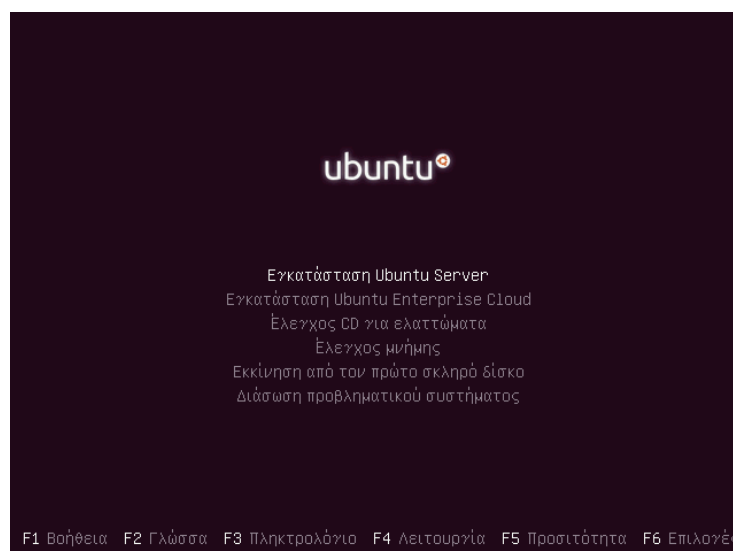 ubuntu
Εγκατάσταση Ubuntu Server
Εγκατάσταση Ubuntu Enterprise Cloud
Έλεγχος CD για ελαττώματα
Έλεγχος μνήμης
Εκκίνηση από τον πρώτο σκληρό δίσκο
Διάσωση προβληματικού συστήματος
F1 Βοήθεια F2 Γλώσσα F3 Πληκτρολόγιο F4 Λειτουργία F5 Προσιτότητα F6 Επιλογέ